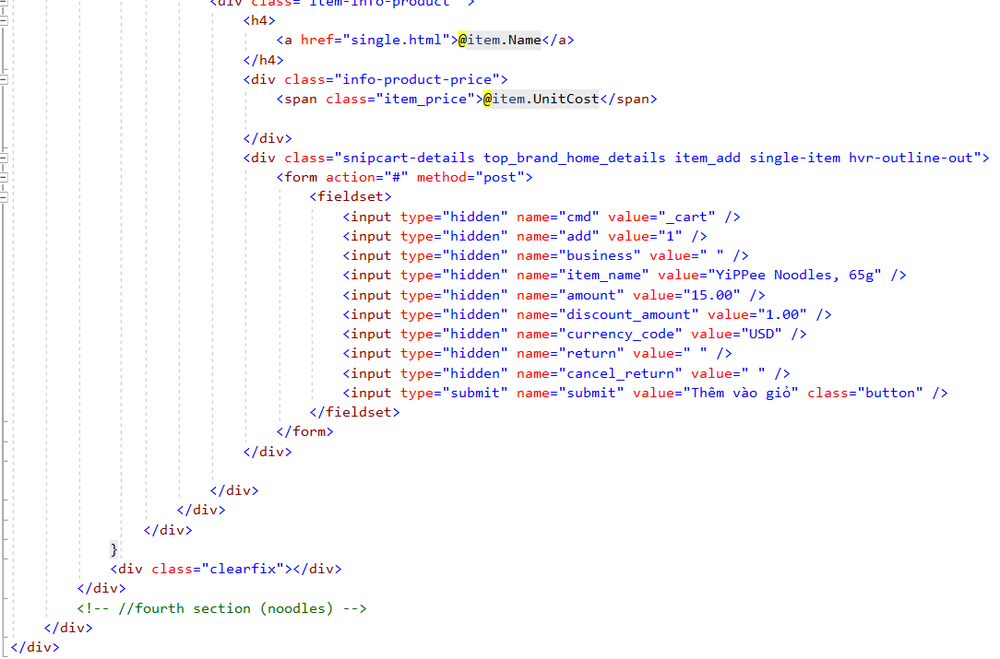 <div class="item-info-product ">
<h4>
<a href="single.html">@item.Name</a>
</h4>
<div class="info-product-price">
<span class="item_price">@item.UnitCost</span>
</div>
<div class="snipcart-details top_brand_home_details item_add single-item hvr-outline-out">
<form action="#" method="post">
<fieldset>
<input type="hidden" name="cmd" value="_cart" />
<input type="hidden" name="add" value="1" />
<input type="hidden" name="business" value=" " />
<input type="hidden" name="item_name" value="YiPPee Noodles, 65g" />
<input type="hidden" name="amount" value="15.00" />
<input type="hidden" name="discount_amount" value="1.00" />
<input type="hidden" name="currency_code" value="USD" />
<input type="hidden" name="return" value=" " />
<input type="hidden" name="cancel_return" value=" " />
<input type="submit" name="submit" value="Thêm vào giỏ" class="button" />
</fieldset>
</form>
</div>
</div>
</div>
</div>
}
<div class="clearfix"></div>
</div>
<!-- //fourth section (noodles) -->
</div>
</div>